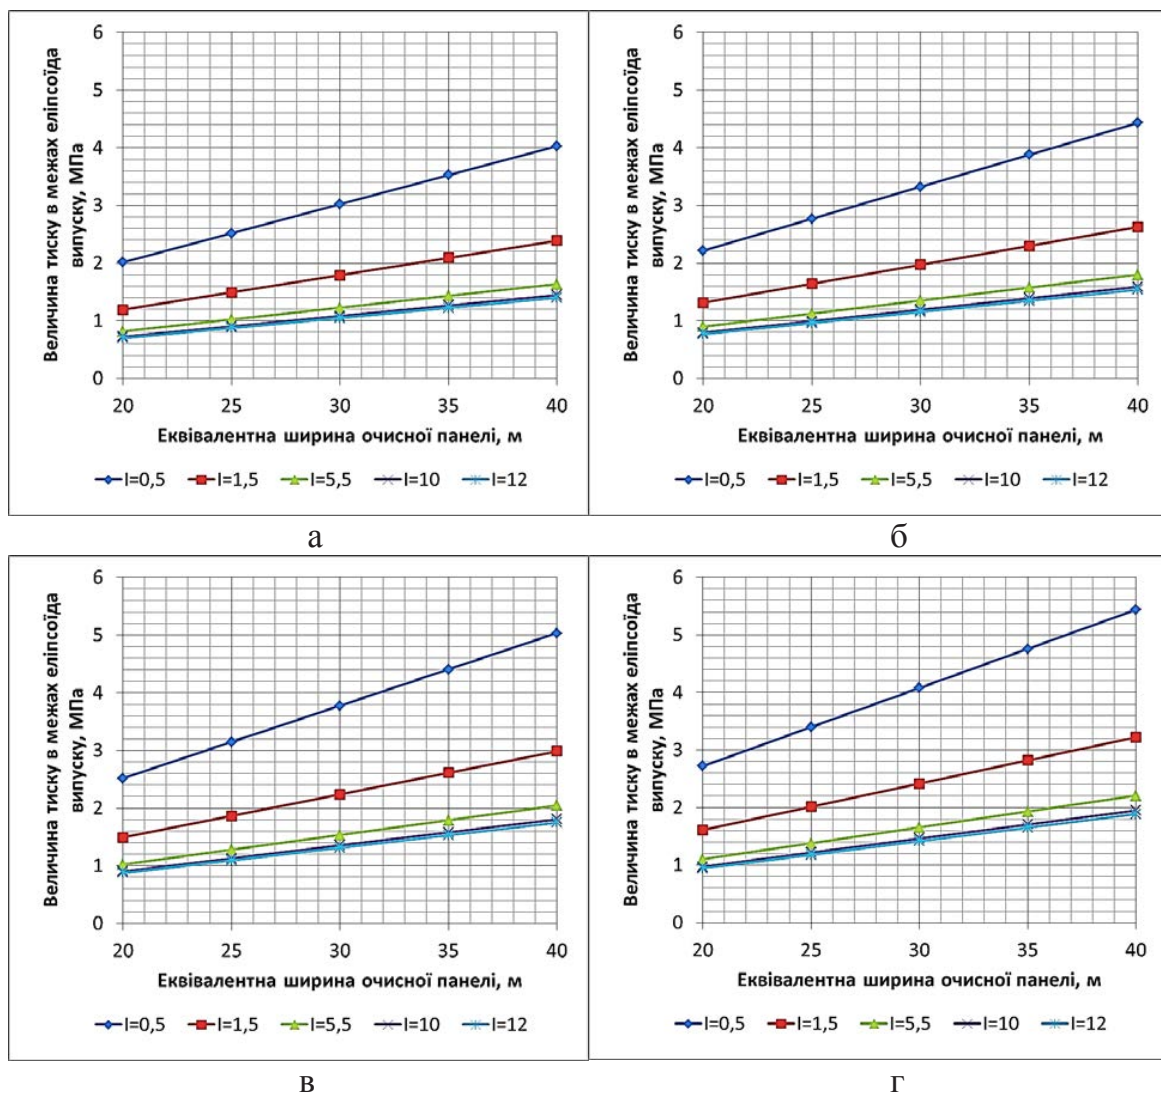 Величина тиску в межах еліпсоїда
випуску, МПа
6
5
4
3
2
1
0
20 25 30 35 40
Еквівалентна ширина очисної панелі, м
l=0,5 l=1,5 l=5,5 l=10 l=12
а
Величина тиску в межах еліпсоїда
випуску, МПа
6
5
4
3
2
1
0
20 25 30 35 40
Еквівалентна ширина очисної панелі, м
l=0,5 l=1,5 l=5,5 l=10 l=12
б
Величина тиску в межах еліпсоїда
випуску, МПа
6
5
4
3
2
1
0
20 25 30 35 40
Еквівалентна ширина очисної панелі, м
l=0,5 l=1,5 l=5,5 l=10 l=12
в
Величина тиску в межах еліпсоїда
випуску, МПа
6
5
4
3
2
1
0
20 25 30 35 40
Еквівалентна ширина очисної панелі, м
l=0,5 l=1,5 l=5,5 l=10 l=12
г